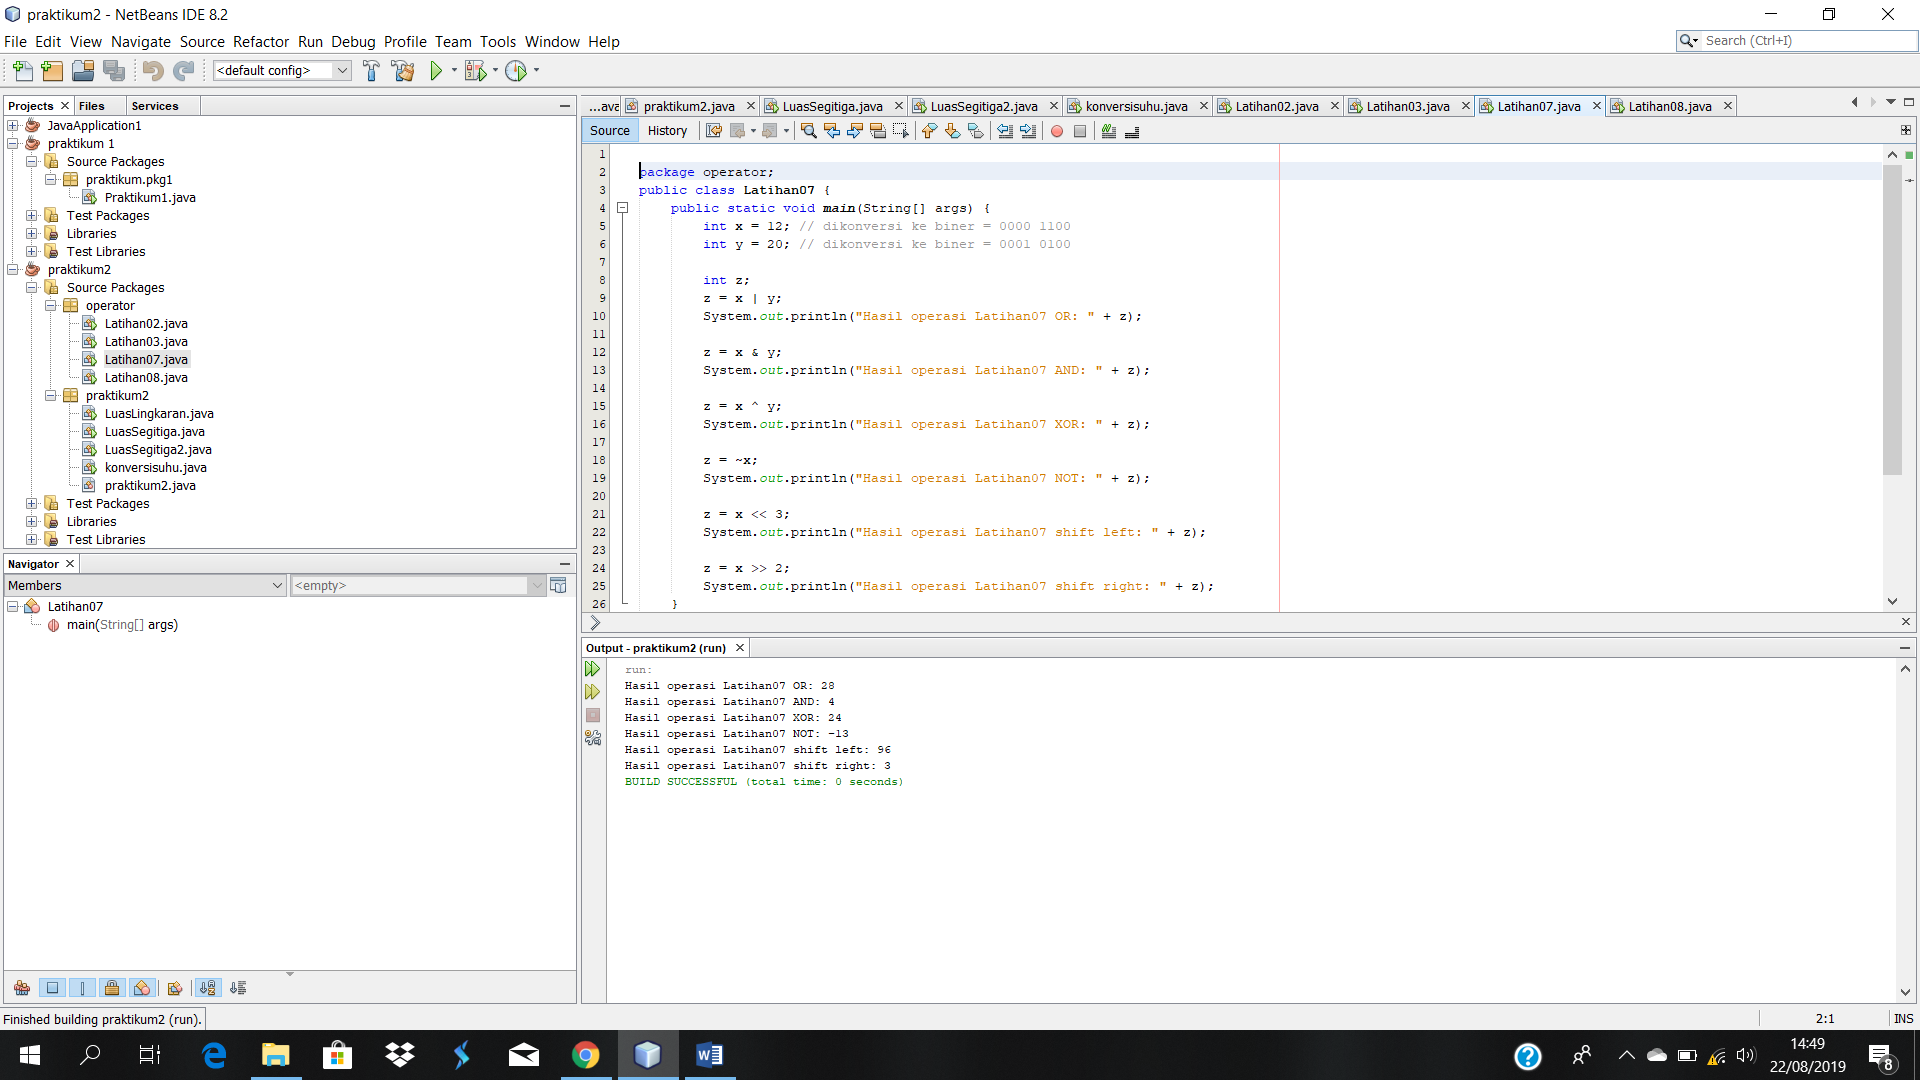 praktikum2 - NetBeans IDE 8.2
File Edit View Navigate Source Refactor Run Debug Profile Team Tools Window Help
Search (Ctrl+I)
<default config>
Projects Files Services
JavaApplication1
praktikum 1
Source Packages
praktikum.pkg1
Praktikum1.java
Test Packages
Libraries
Test Libraries
praktikum2
Source Packages
operator
Latihan02.java
Latihan03.java
Latihan07.java
Latihan08.java
praktikum2
LuasLingkaran.java
LuasSegitiga.java
LuasSegitiga2.java
konversisuhu.java
praktikum2.java
Test Packages
Libraries
Test Libraries
Navigator
Members <empty>
Latihan07
main(String[] args)
...ava praktikum2.java LuasSegitiga.java LuasSegitiga2.java konversisuhu.java Latihan02.java Latihan03.java Latihan07.java Latihan08.java
Source History
1
2 package operator;
3 public class Latihan07 {
4 public static void main(String[] args) {
5 int x = 12; // dikonversi ke biner = 0000 1100
6 int y = 20; // dikonversi ke biner = 0001 0100
7
8 int z;
9 z = x | y;
10 System.out.println("Hasil operasi Latihan07 OR: " + z);
11
12 z = x & y;
13 System.out.println("Hasil operasi Latihan07 AND: " + z);
14
15 z = x ^ y;
16 System.out.println("Hasil operasi Latihan07 XOR: " + z);
17
18 z = ~x;
19 System.out.println("Hasil operasi Latihan07 NOT: " + z);
20
21 z = x << 3;
22 System.out.println("Hasil operasi Latihan07 shift left: " + z);
23
24 z = x >> 2;
25 System.out.println("Hasil operasi Latihan07 shift right: " + z);
26 }
Output - praktikum2 (run)
run:
Hasil operasi Latihan07 OR: 28
Hasil operasi Latihan07 AND: 4
Hasil operasi Latihan07 XOR: 24
Hasil operasi Latihan07 NOT: -13
Hasil operasi Latihan07 shift left: 96
Hasil operasi Latihan07 shift right: 3
BUILD SUCCESSFUL (total time: 0 seconds)
Finished building praktikum2 (run).
2:1 INS
14:49
22/08/2019
8